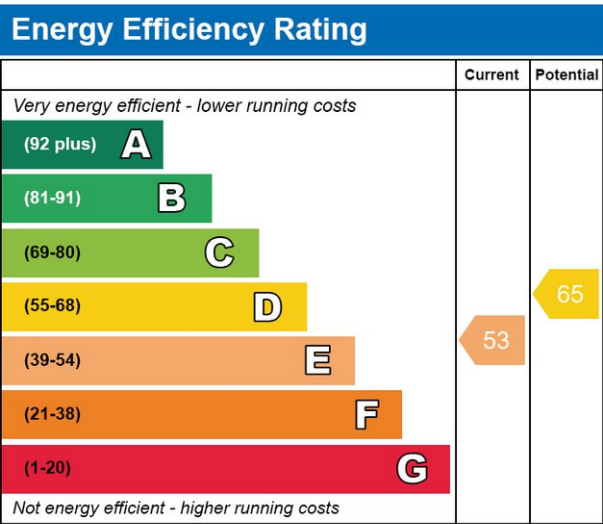 Energy Efficiency Rating
Current Potential
Very energy efficient - lower running costs
(92 plus) A
(81-91) B
(69-80) C
(55-68) D
65
53
(39-54) E
(21-38) F
(1-20) G
Not energy efficient - higher running costs